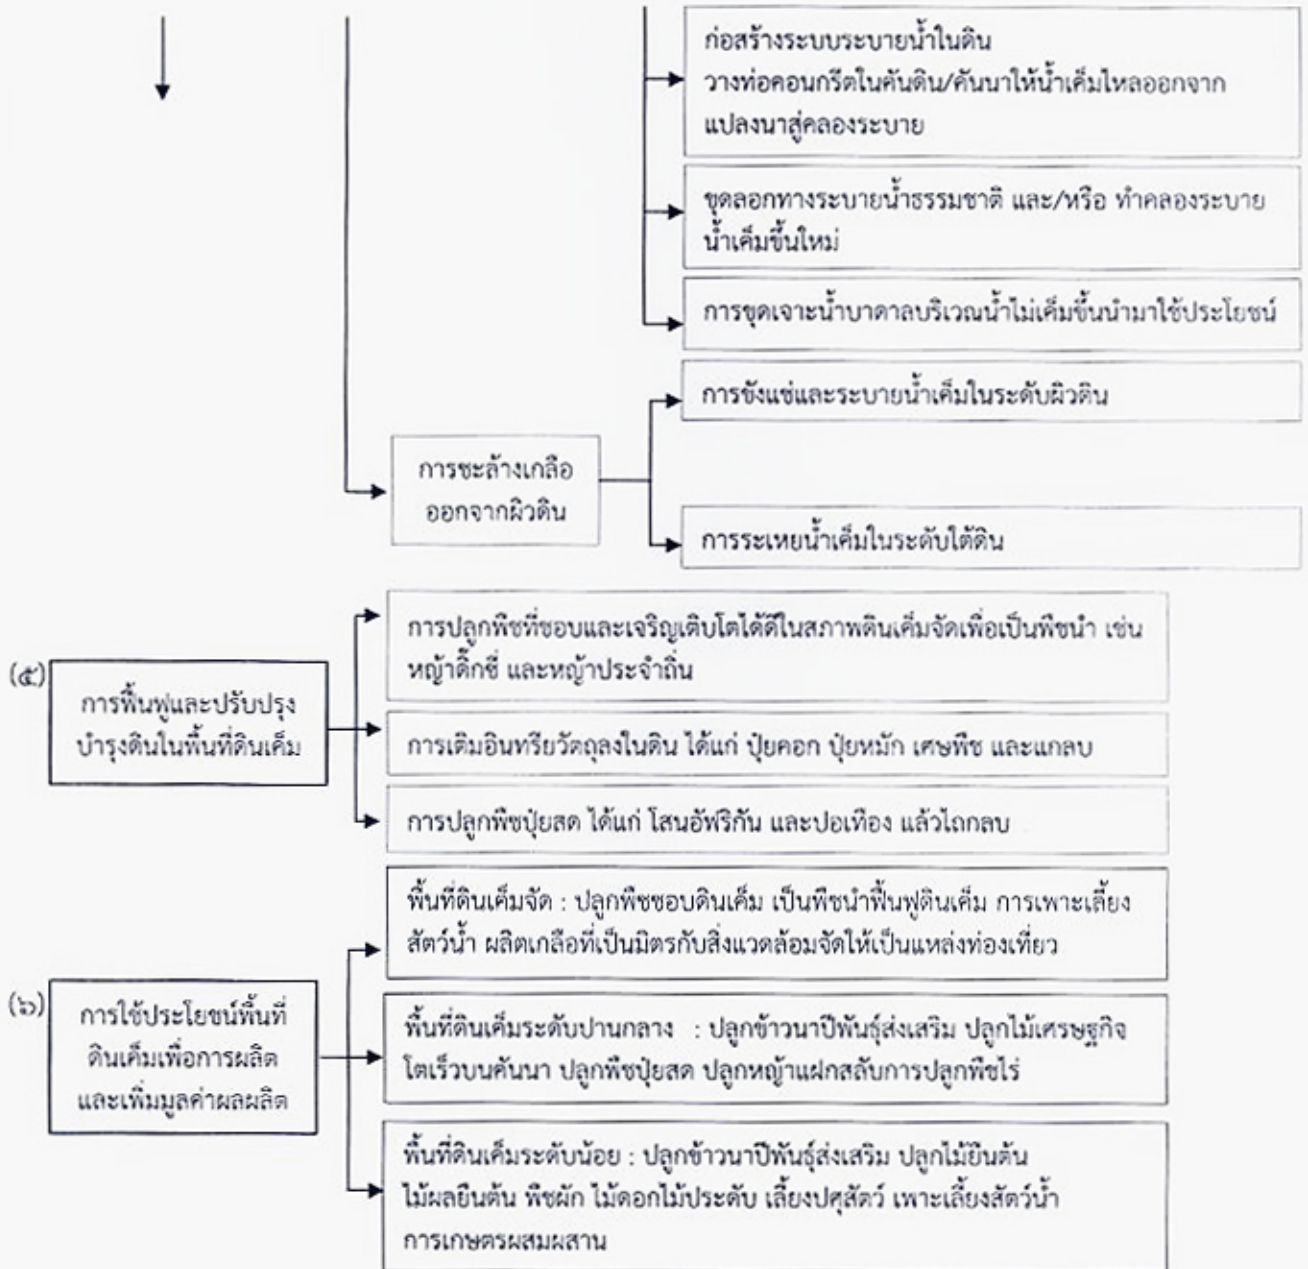 ก่อสร้างระบบระบายน้ำในดิน
วางท่อคอนกรีตในคันดิน/คันนาให้น้ำเค็มไหลออกจาก
แปลงนาสู่คลองระบาย
ขุดลอกทางระบายน้ำธรรมชาติ และ/หรือ ทำคลองระบาย
น้ำเค็มขึ้นใหม่
การขุดเจาะน้ำบาดาลบริเวณน้ำไม่เค็มขึ้นนำมาใช้ประโยชน์
การขังแช่และระบายน้ำเค็มในระดับผิวดิน
การชะล้างเกลือ
ออกจากผิวดิน
การระเหยน้ำเค็มในระดับใต้ดิน
(๕)
การฟื้นฟูและปรับปรุง
บำรุงดินในพื้นที่ดินเค็ม
การปลูกพืชที่ชอบและเจริญเติบโตได้ดีในสภาพดินเค็มจัดเพื่อเป็นพืชนำ เช่น
หญ้าดิ๊กซี่ และหญ้าประจำถิ่น
การเติมอินทรียวัตถุลงในดิน ได้แก่ ปุ๋ยคอก ปุ๋ยหมัก เศษพืช และแกลบ
การปลูกพืชปุ๋ยสด ได้แก่ โสนอัฟริกัน และปอเทือง แล้วไถกลบ
(๖)
การใช้ประโยชน์พื้นที่
ดินเค็มเพื่อการผลิต
และเพิ่มมูลค่าผลผลิต
พื้นที่ดินเค็มจัด : ปลูกพืชชอบดินเค็ม เป็นพืชนำฟื้นฟูดินเค็ม การเพาะเลี้ยง
สัตว์น้ำ ผลิตเกลือที่เป็นมิตรกับสิ่งแวดล้อมจัดให้เป็นแหล่งท่องเที่ยว
พื้นที่ดินเค็มระดับปานกลาง : ปลูกข้าวนาปีพันธุ์ส่งเสริม ปลูกไม้เศรษฐกิจ
โตเร็วบนคันนา ปลูกพืชปุ๋ยสด ปลูกหญ้าแฝกสลับการปลูกพืชไร่
พื้นที่ดินเค็มระดับน้อย : ปลูกข้าวนาปีพันธุ์ส่งเสริม ปลูกไม้ยืนต้น
ไม้ผลยืนต้น พืชผัก ไม้ดอกไม้ประดับ เลี้ยงปศุสัตว์ เพาะเลี้ยงสัตว์น้ำ
การเกษตรผสมผสาน